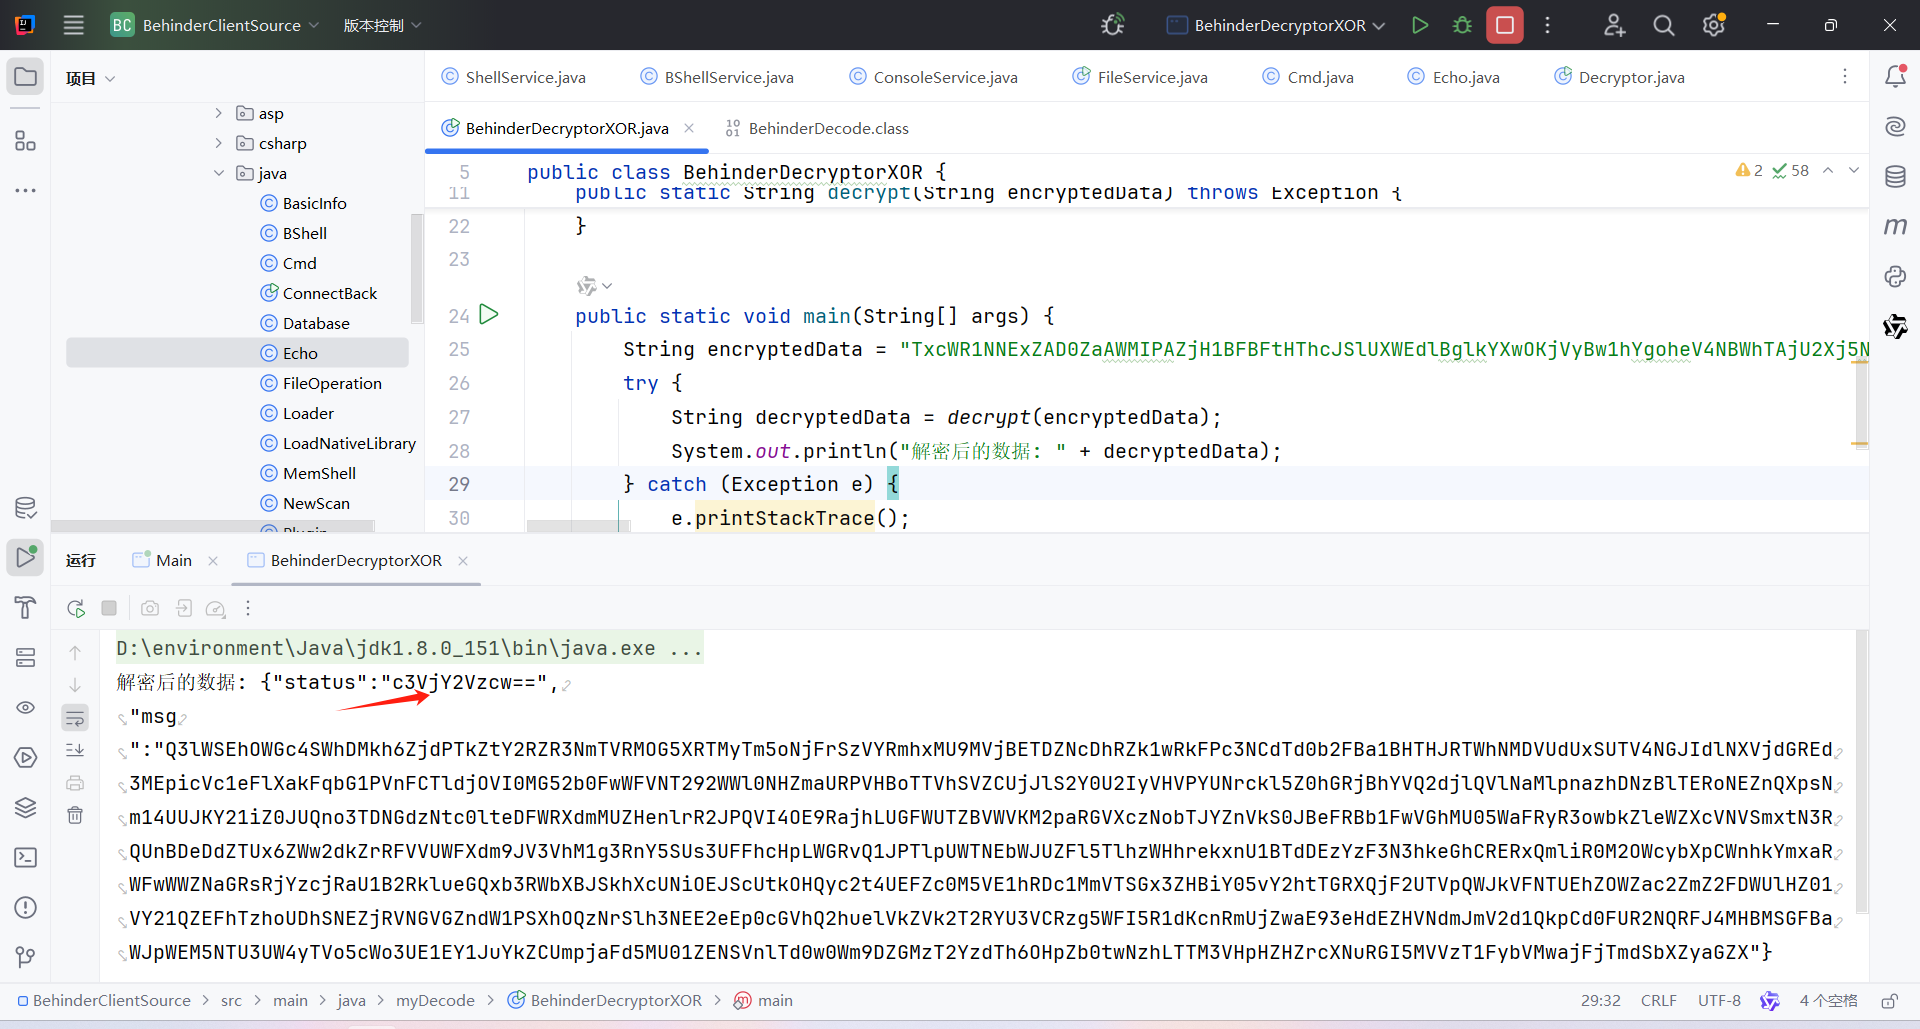 BC BehinderClientSource 版本控制 BehinderDecryptorXOR
项目
ShellService.java BShellService.java ConsoleService.java FileService.java Cmd.java Echo.java Decryptor.java
BehinderDecryptorXOR.java BehinderDecode.class
asp
csharp
java
BasicInfo
BShell
Cmd
ConnectBack
Database
Echo
FileOperation
Loader
LoadNativeLibrary
MemShell
NewScan
Plugin
5 public class BehinderDecryptorXOR {
2 58
11 public static String decrypt(String encryptedData) throws Exception {
22 }
23
24 public static void main(String[] args) {
25 String encryptedData = "TxcWR1NNExZAD0ZaAWMIPAZjH1BFBFtHThcJSlUXWEdlBglkYXwOKjVyBw1hYgoheV4NBWhTAjU2Xj5N
26 try {
27 String decryptedData = decrypt(encryptedData);
28 System.out.println("解密后的数据: " + decryptedData);
29 } catch (Exception e) {
30 e.printStackTrace();
运行 Main BehinderDecryptorXOR
D:\environment\Java\jdk1.8.0_151\bin\java.exe ...
解密后的数据: {"status":"c3VjY2Vzcw==",
"msg
":"Q3lWSEhOWGc4SWhDMkh6ZjdPTkZtY2RZR3NmTVRMOG5XRTMyTm5oNjFrSzVYRmhxMU9MVjBETDZNcDhRZk1wRkFPc3NCdTd0b2FBa1BHTHJRTWhNMDVUdUxSUTV4NGJIdlNXVjdGREd
3MEpicVc1eFlXakFqbG1PVnFCTldjOVI0MG52b0FwWFVNT292WWl0NHZmaURPVHBoTTVhSVZCUjJlS2Y0U2IyVHVPYUNrckl5Z0hGRjBhYVQ2djlQVlNaMlpnazhDNzBlTERoNEZnQXpsN
m14UUJKY21iZ0JUQno3TDNGdzNtc0lteDFWRXdmMUZHenlrR2JPQVI4OE9RajhLUGFWUTZBVWVKM2paRGVXczNobTJYZnVkS0JBeFRBb1FwVGhMU05WaFRyR3owbkZleWZXcVNVSmxtN3R
QUnBDeDdZTUx6ZWw2dkZrRFVVUWFXdm9JV3VhM1g3RnY5SUs3UFFhcHpLWGRvQ1JPTlpUWTNEbWJUZFl5TlhzWHhrekxnU1BTdDEzYzF3N3hkeGhCRERxQmliR0M2OWcybXpCWnhkYmxaR
WFwWWZNaGRsRjYzcjRaU1B2RklueGQxb3RWbXBJSkhXcUNiOEJScUtkOHQyc2t4UEFZc0M5VE1hRDc1MmVTSGx3ZHBiY05vY2htTGRXQjF2UTVpQWJkVFNTUEhZOWZac2ZmZ2FDWUlHZ01
VY21QZEFhTzhoUDhSNEZjRVNGVGZndW1PSXhOQzNrSlh3NEE2eEp0cGVhQ2huelVkZVk2T2RYU3VCRzg5WFI5R1dKcnRmUjZwaE93eHdEZHVNdmJmV2d1QkpCd0FUR2NQRFJ4MHBMSGFBa
WJpWEM5NTU3UW4yTVo5cWo3UE1EY1JuYkZCUmpjaFd5MU01ZENSVnlTd0w0Wm9DZGMzT2YzdTh6OHpZb0twNzhLTTM3VHpHZHZrcXNuRGI5MVVzT1FybVMwajFjTmdSbXZyaGZX"}
BehinderClientSource > src > main > java > myDecode > BehinderDecryptorXOR > main 29:32 CRLF UTF-8 4 个空格